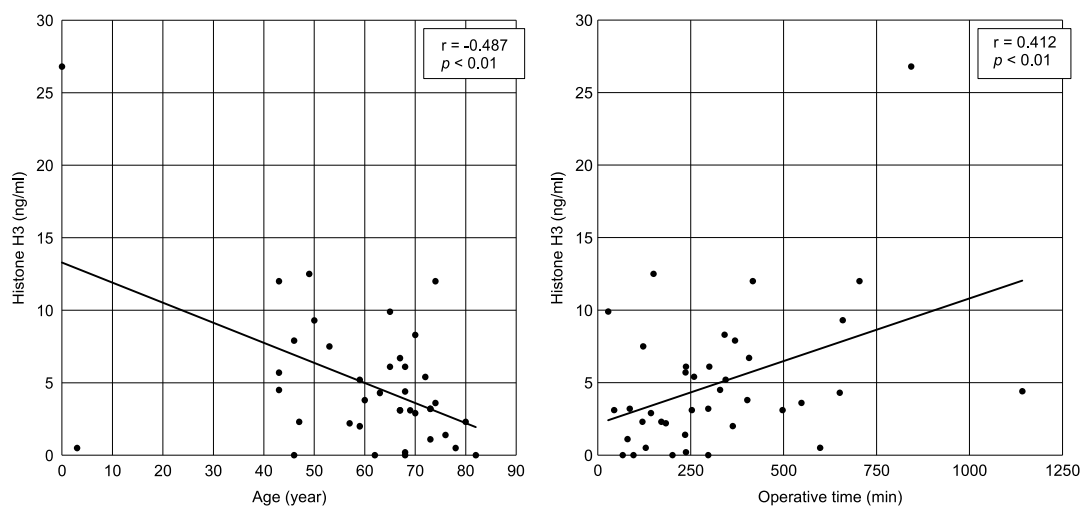 30
25
20
15
10
5
0
Histone H3 (ng/ml)
r = -0.487
p < 0.01
0 10 20 30 40 50 60 70 80 90
Age (year)
30
25
20
15
10
5
0
Histone H3 (ng/ml)
r = 0.412
p < 0.01
0 250 500 750 1000 1250
Operative time (min)